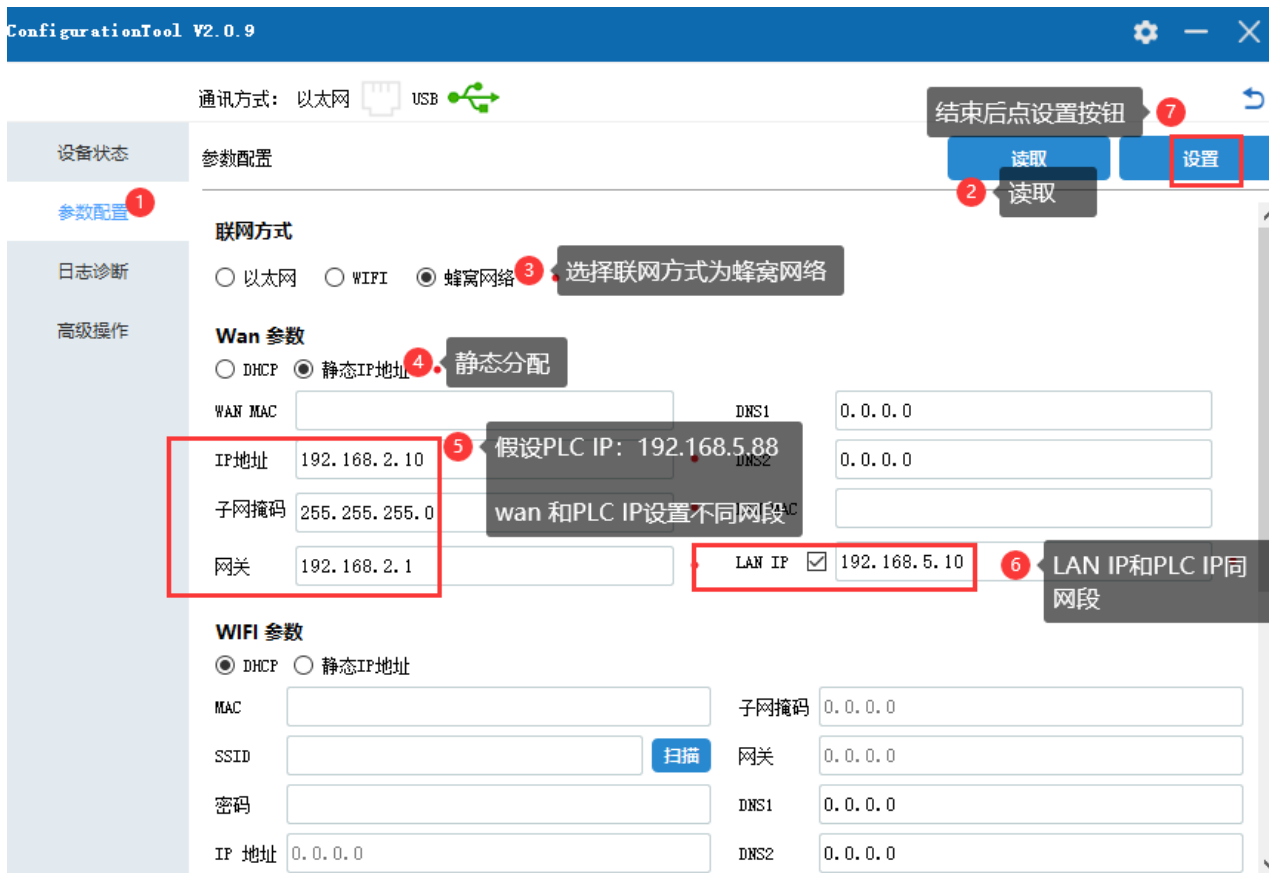 ConfigurationTool V2.0.9
通讯方式： 以太网 USB
结束后点设置按钮 7
设备状态
参数配置
读取 设置
2 读取
参数配置 1
联网方式
日志诊断
以太网 WIFI 蜂窝网络 3 选择联网方式为蜂窝网络
高级操作
Wan 参数
DHCP 静态IP地址 4 静态分配
WAN MAC DNS1 0.0.0.0
5 假设PLC IP：192.168.5.88
IP地址 192.168.2.10 DNS2 0.0.0.0
子网掩码 255.255.255.0 wan 和PLC IP设置不同网段
网关 192.168.2.1 LAN IP 192.168.5.10 6 LAN IP和PLC IP同
网段
WIFI 参数
DHCP 静态IP地址
MAC 子网掩码 0.0.0.0
SSID 扫描 网关 0.0.0.0
密码 DNS1 0.0.0.0
IP 地址 0.0.0.0 DNS2 0.0.0.0